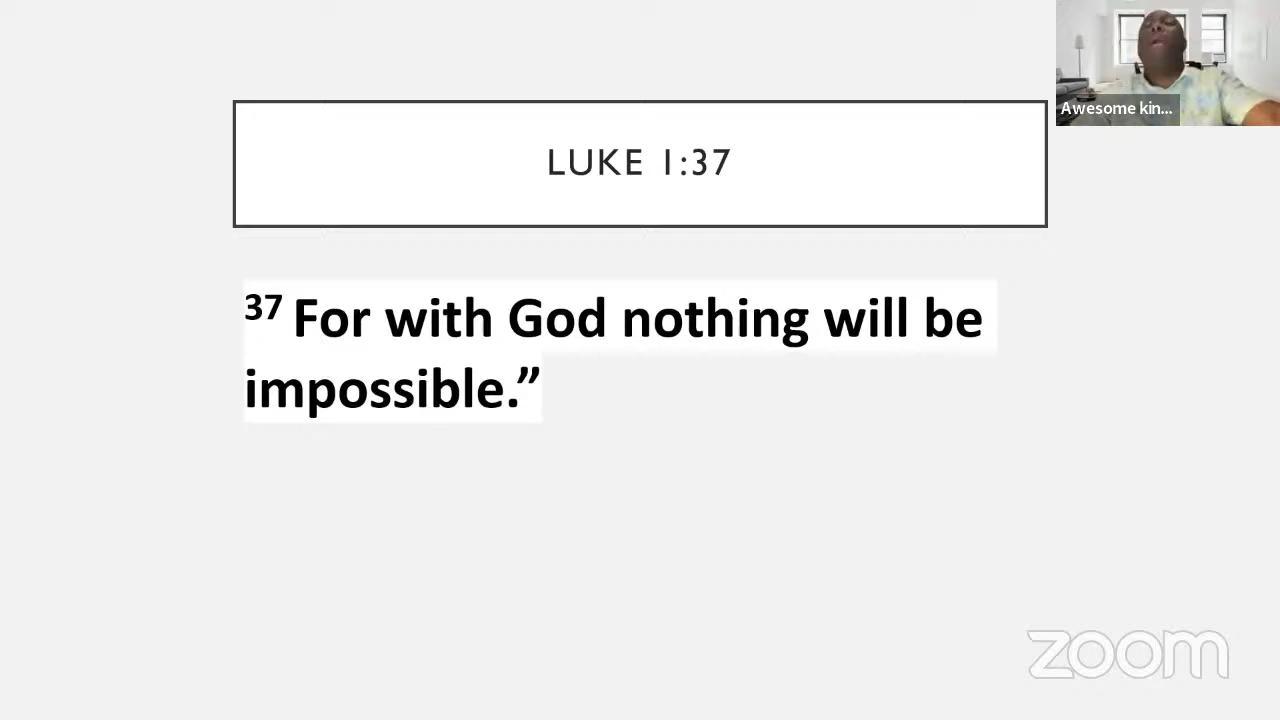 Awesome kin...
LUKE 1:37
37 For with God nothing will be
impossible.”
zoom